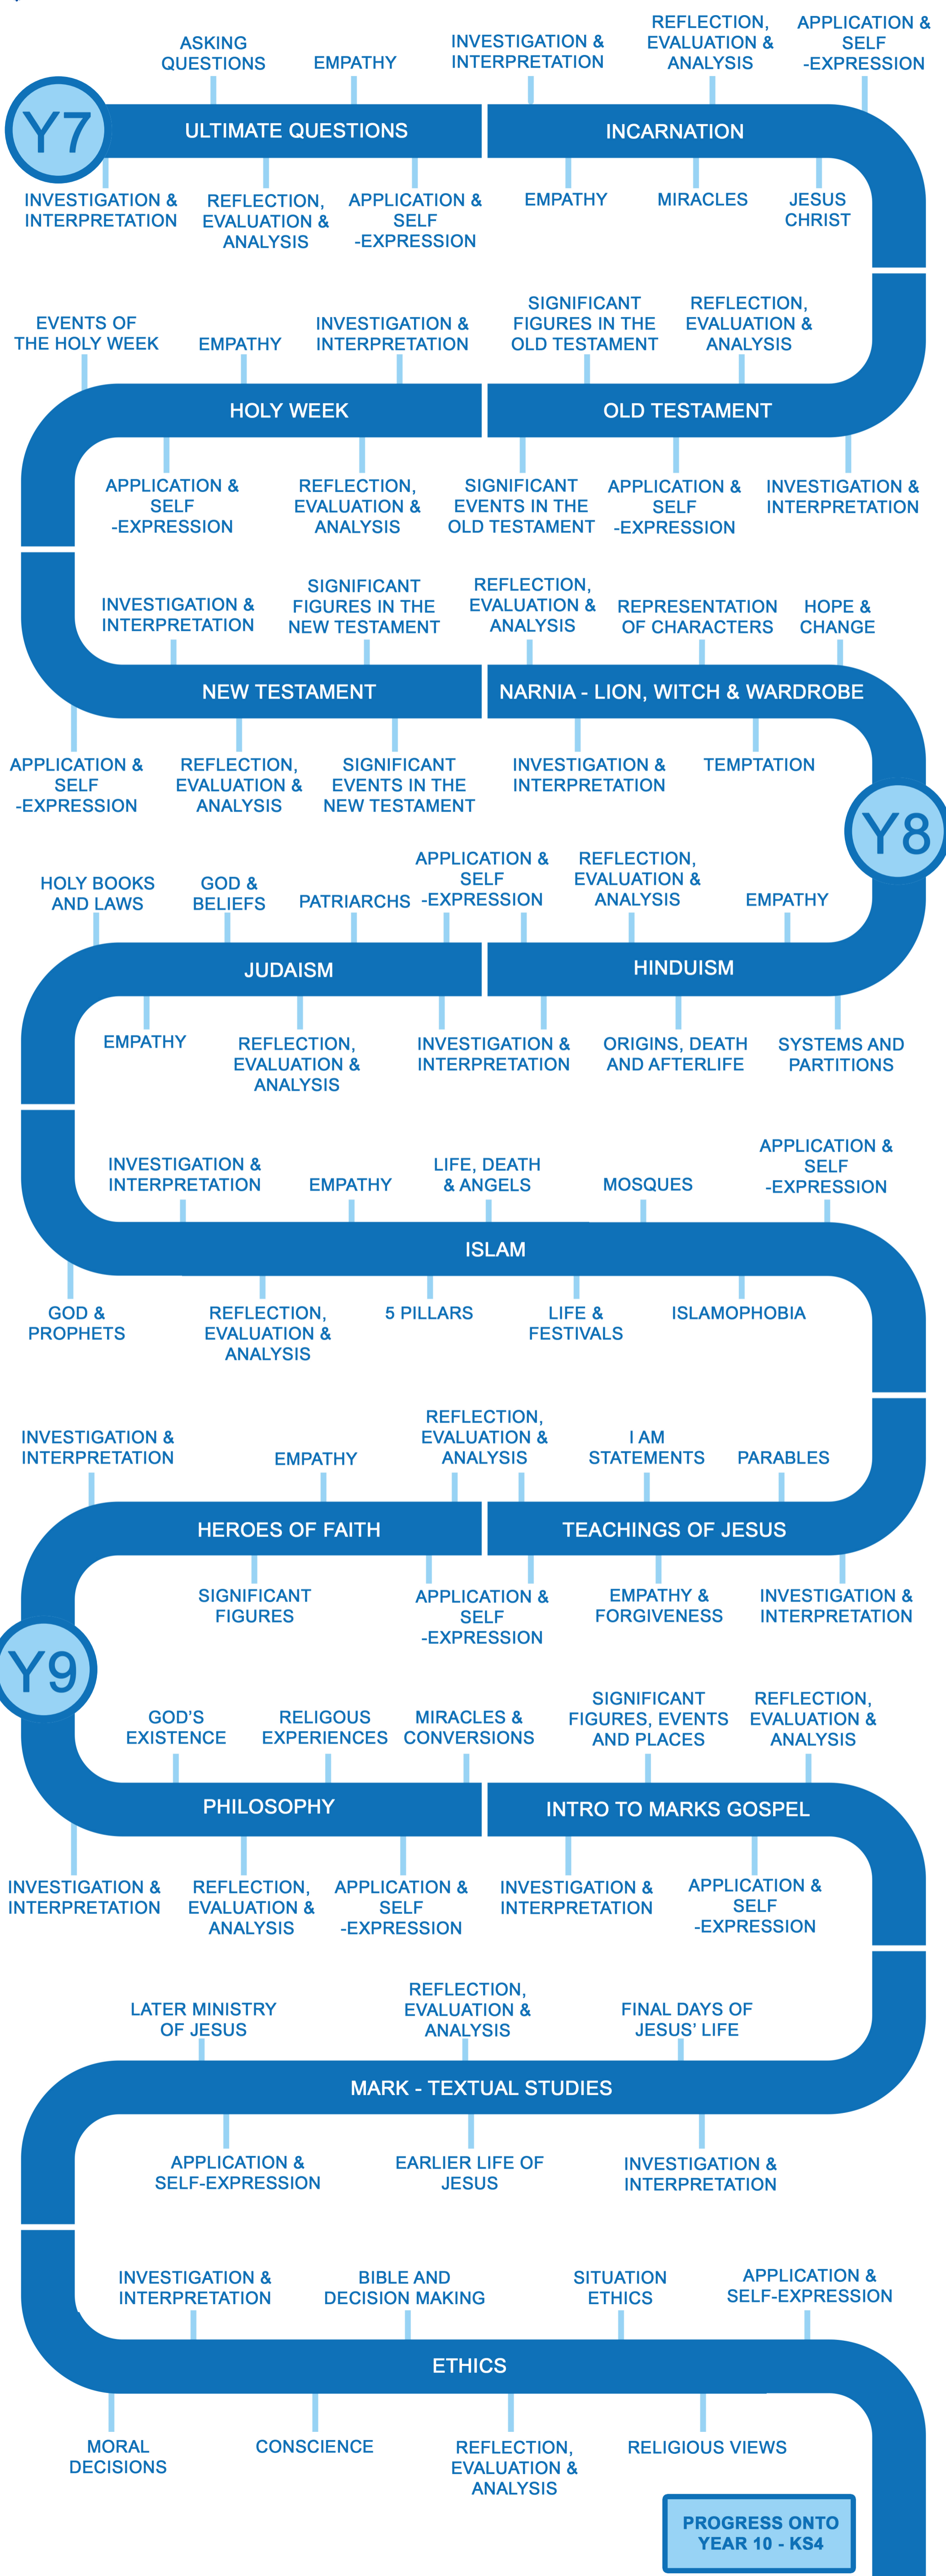 ASKING
QUESTIONS
EMPATHY
INVESTIGATION &
INTERPRETATION
REFLECTION,
EVALUATION &
ANALYSIS
APPLICATION &
SELF
-EXPRESSION
Y7
ULTIMATE QUESTIONS
INCARNATION
INVESTIGATION &
INTERPRETATION
REFLECTION,
EVALUATION &
ANALYSIS
APPLICATION &
SELF
-EXPRESSION
EMPATHY
MIRACLES
JESUS
CHRIST
EVENTS OF
THE HOLY WEEK
EMPATHY
INVESTIGATION &
INTERPRETATION
SIGNIFICANT
FIGURES IN THE
OLD TESTAMENT
REFLECTION,
EVALUATION &
ANALYSIS
HOLY WEEK
OLD TESTAMENT
APPLICATION &
SELF
-EXPRESSION
REFLECTION,
EVALUATION &
ANALYSIS
SIGNIFICANT
EVENTS IN THE
OLD TESTAMENT
APPLICATION &
SELF
-EXPRESSION
INVESTIGATION &
INTERPRETATION
INVESTIGATION &
INTERPRETATION
SIGNIFICANT
FIGURES IN THE
NEW TESTAMENT
REFLECTION,
EVALUATION &
ANALYSIS
REPRESENTATION
OF CHARACTERS
HOPE &
CHANGE
NEW TESTAMENT
NARNIA - LION, WITCH & WARDROBE
APPLICATION &
SELF
-EXPRESSION
REFLECTION,
EVALUATION &
ANALYSIS
SIGNIFICANT
EVENTS IN THE
NEW TESTAMENT
INVESTIGATION &
INTERPRETATION
TEMPTATION
Y8
HOLY BOOKS
AND LAWS
GOD &
BELIEFS
PATRIARCHS
APPLICATION &
SELF
-EXPRESSION
REFLECTION,
EVALUATION &
ANALYSIS
EMPATHY
JUDAISM
HINDUISM
EMPATHY
REFLECTION,
EVALUATION &
ANALYSIS
INVESTIGATION &
INTERPRETATION
ORIGINS, DEATH
AND AFTERLIFE
SYSTEMS AND
PARTITIONS
INVESTIGATION &
INTERPRETATION
EMPATHY
LIFE, DEATH
& ANGELS
MOSQUES
APPLICATION &
SELF
-EXPRESSION
ISLAM
GOD &
PROPHETS
REFLECTION,
EVALUATION &
ANALYSIS
5 PILLARS
LIFE &
FESTIVALS
ISLAMOPHOBIA
INVESTIGATION &
INTERPRETATION
EMPATHY
REFLECTION,
EVALUATION &
ANALYSIS
I AM
STATEMENTS
PARABLES
HEROES OF FAITH
TEACHINGS OF JESUS
SIGNIFICANT
FIGURES
APPLICATION &
SELF
-EXPRESSION
EMPATHY &
FORGIVENESS
INVESTIGATION &
INTERPRETATION
Y9
GOD'S
EXISTENCE
RELIGOUS
EXPERIENCES
MIRACLES &
CONVERSIONS
SIGNIFICANT
FIGURES, EVENTS
AND PLACES
REFLECTION,
EVALUATION &
ANALYSIS
PHILOSOPHY
INTRO TO MARKS GOSPEL
INVESTIGATION &
INTERPRETATION
REFLECTION,
EVALUATION &
ANALYSIS
APPLICATION &
SELF
-EXPRESSION
INVESTIGATION &
INTERPRETATION
APPLICATION &
SELF
-EXPRESSION
LATER MINISTRY
OF JESUS
REFLECTION,
EVALUATION &
ANALYSIS
FINAL DAYS OF
JESUS' LIFE
MARK - TEXTUAL STUDIES
APPLICATION &
SELF-EXPRESSION
EARLIER LIFE OF
JESUS
INVESTIGATION &
INTERPRETATION
INVESTIGATION &
INTERPRETATION
BIBLE AND
DECISION MAKING
SITUATION
ETHICS
APPLICATION &
SELF-EXPRESSION
ETHICS
MORAL
DECISIONS
CONSCIENCE
REFLECTION,
EVALUATION &
ANALYSIS
RELIGIOUS VIEWS
PROGRESS ONTO
YEAR 10 - KS4